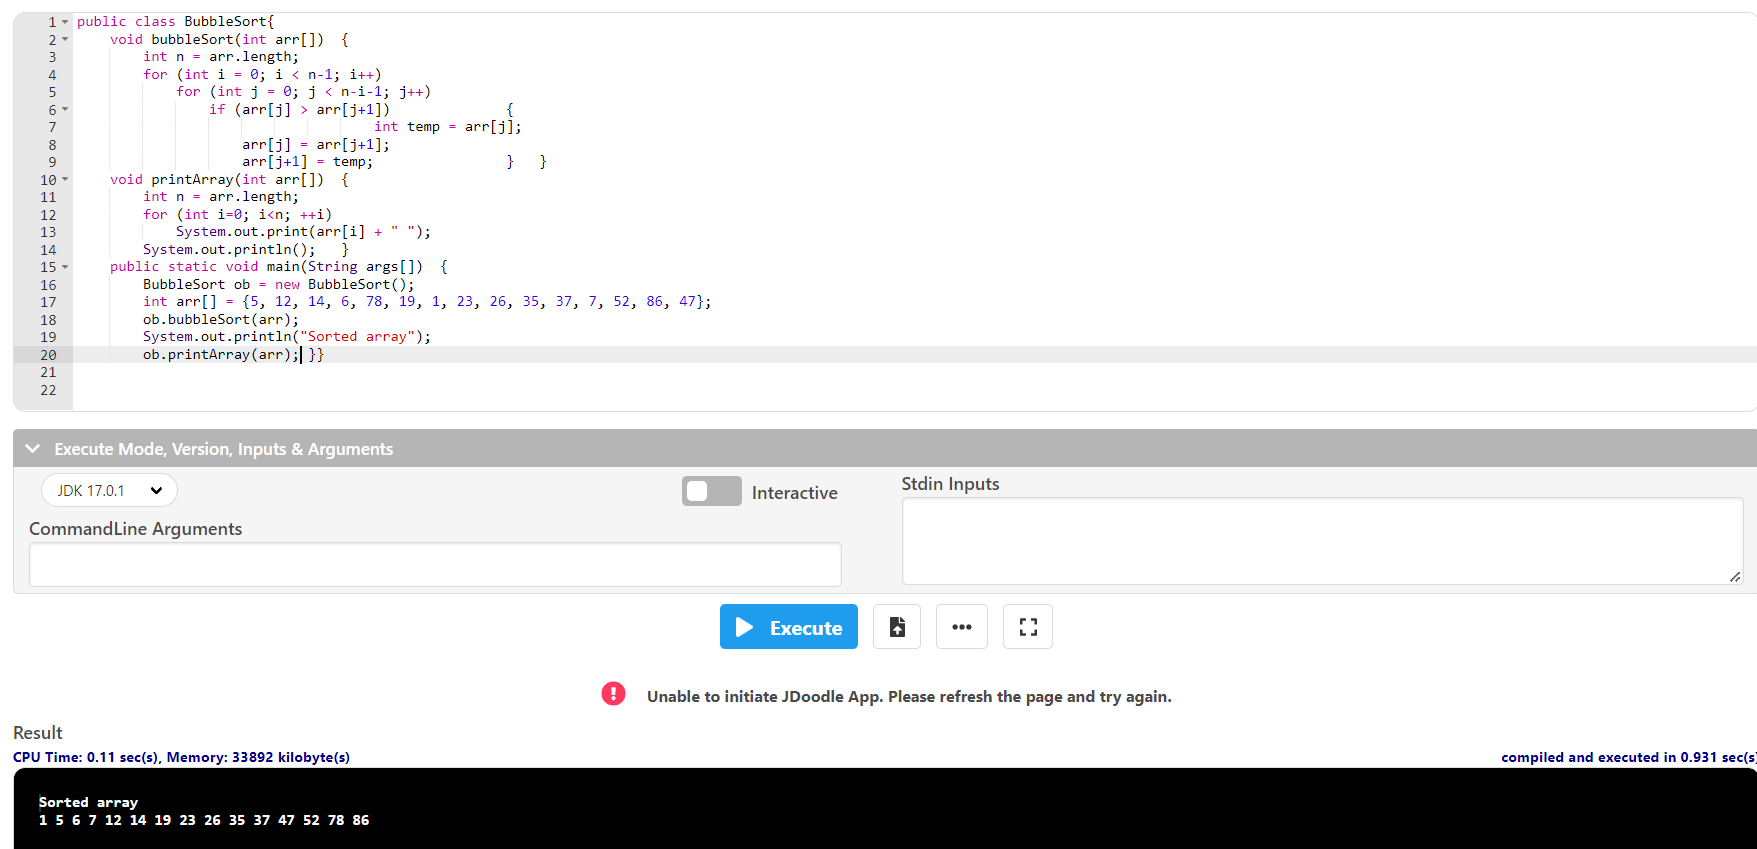 1 public class BubbleSort{
2     void bubbleSort(int arr[])  {
3         int n = arr.length;
4         for (int i = 0; i < n-1; i++)
5             for (int j = 0; j < n-i-1; j++)
6                 if (arr[j] > arr[j+1])              {
7                                     int temp = arr[j];
8                     arr[j] = arr[j+1];
9                     arr[j+1] = temp;                }   }
10     void printArray(int arr[])  {
11         int n = arr.length;
12         for (int i=0; i<n; ++i)
13             System.out.print(arr[i] + " ");
14         System.out.println();   }
15     public static void main(String args[])  {
16         BubbleSort ob = new BubbleSort();
17         int arr[] = {5, 12, 14, 6, 78, 19, 1, 23, 26, 35, 37, 7, 52, 86, 47};
18         ob.bubbleSort(arr);
19         System.out.println("Sorted array");
20         ob.printArray(arr); }}
21
22
Execute Mode, Version, Inputs & Arguments
JDK 17.0.1
Interactive
Stdin Inputs
CommandLine Arguments
Execute
Unable to initiate JDoodle App. Please refresh the page and try again.
Result
CPU Time: 0.11 sec(s), Memory: 33892 kilobyte(s)
compiled and executed in 0.931 sec(s)
Sorted array
1 5 6 7 12 14 19 23 26 35 37 47 52 78 86